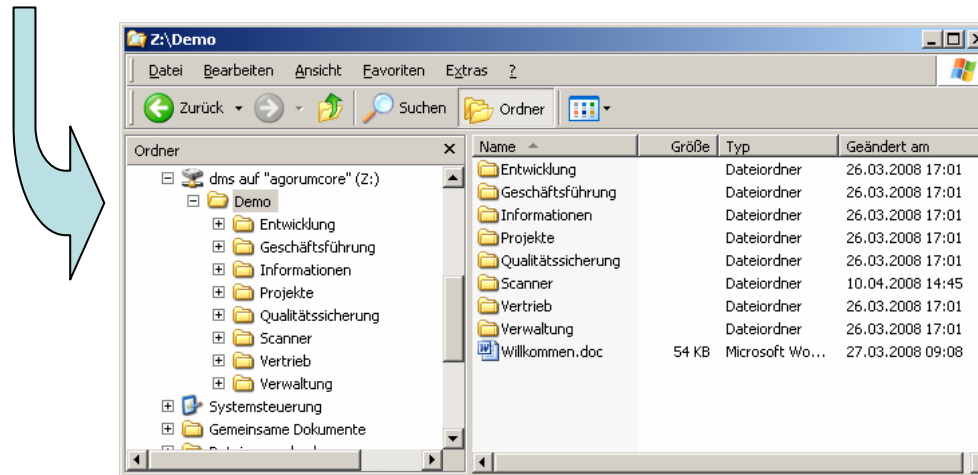 Z:\Demo
Datei Bearbeiten Ansicht Favoriten Extras ?
Zurück Suchen Ordner
Ordner
dms auf "agorumcore" (Z:)
Demo
Entwicklung
Geschäftsführung
Informationen
Projekte
Qualitätssicherung
Scanner
Vertrieb
Verwaltung
Systemsteuerung
Gemeinsame Dokumente
Name Größe Typ Geändert am
Entwicklung Dateiordner 26.03.2008 17:01
Geschäftsführung Dateiordner 26.03.2008 17:01
Informationen Dateiordner 26.03.2008 17:01
Projekte Dateiordner 26.03.2008 17:01
Qualitätssicherung Dateiordner 26.03.2008 17:01
Scanner Dateiordner 10.04.2008 14:45
Vertrieb Dateiordner 26.03.2008 17:01
Verwaltung Dateiordner 26.03.2008 17:01
Willkommen.doc 54 KB Microsoft Wo... 27.03.2008 09:08